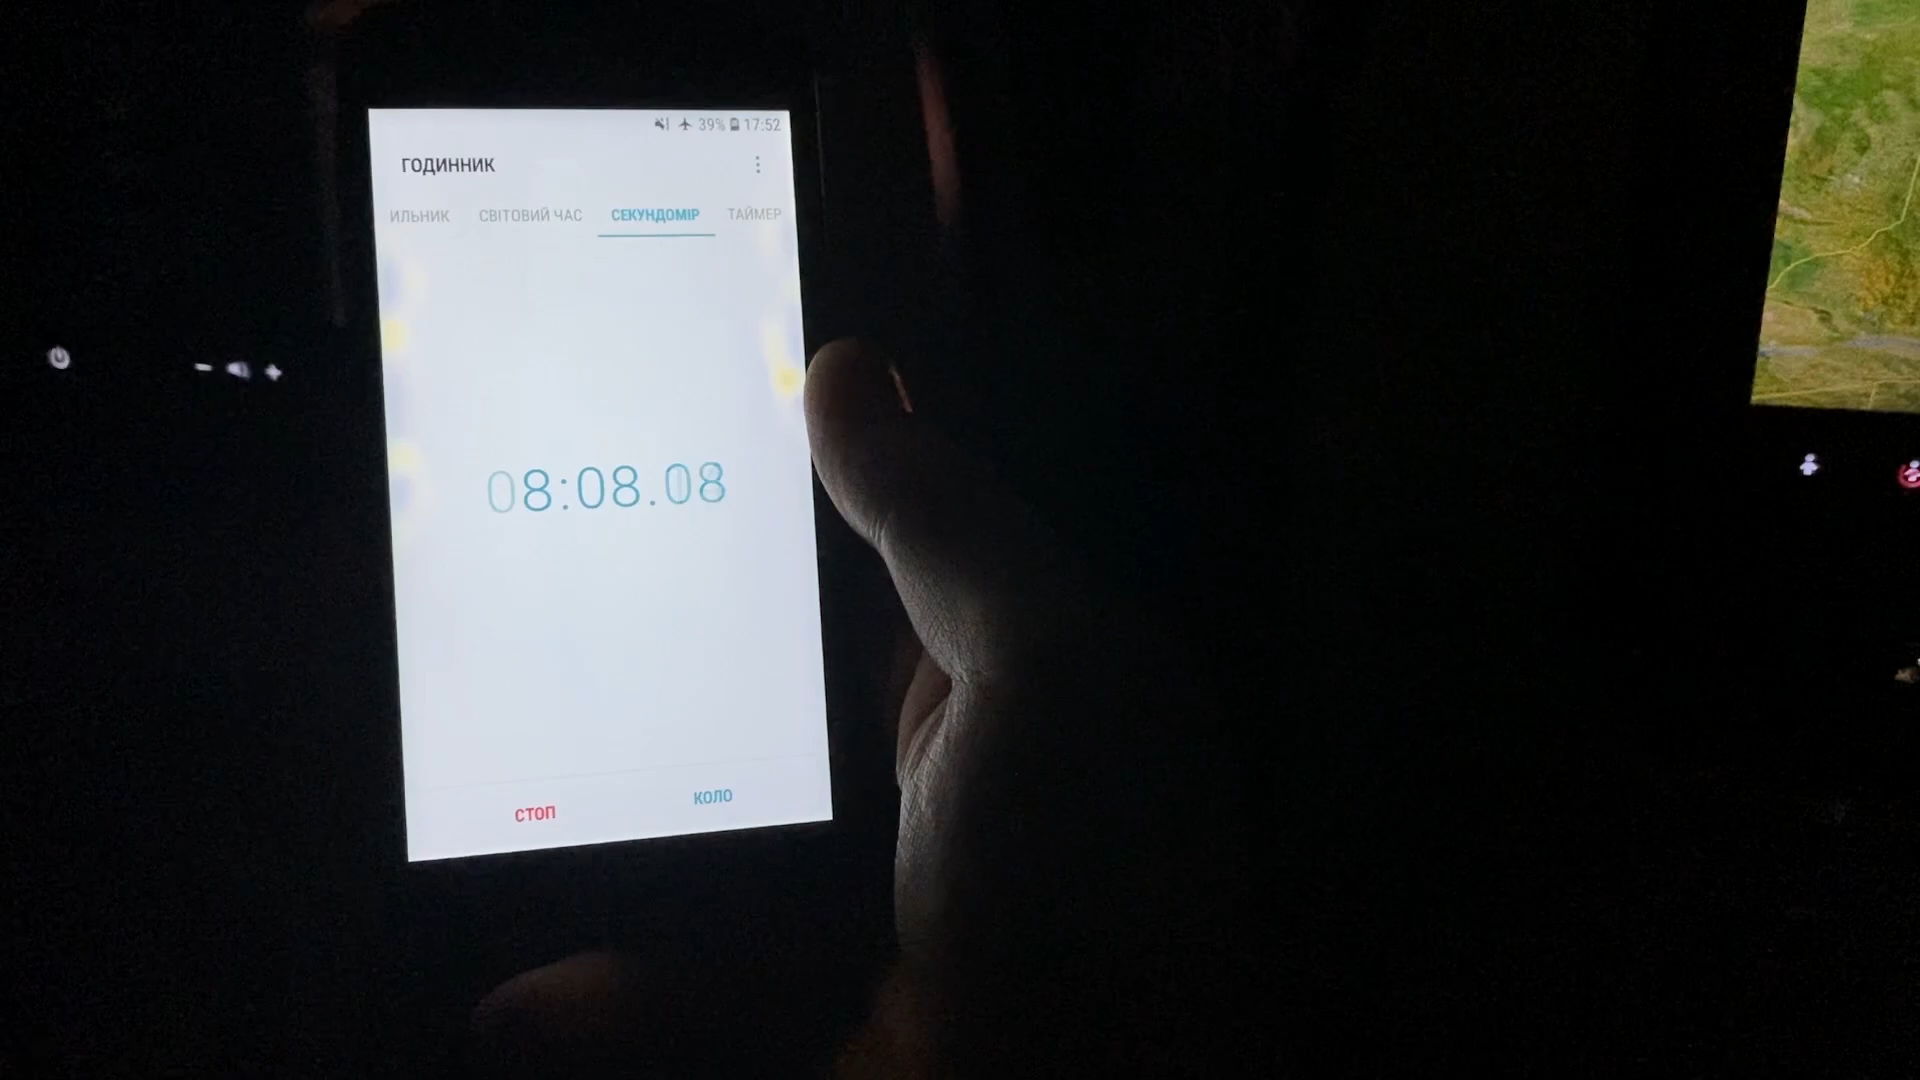 39% 17:52
ГОДИННИК
ИЛЬНИК СВІТОВИЙ ЧАС СЕКУНДОМІР ТАЙМЕР
08:08.08
СТОП КОЛО